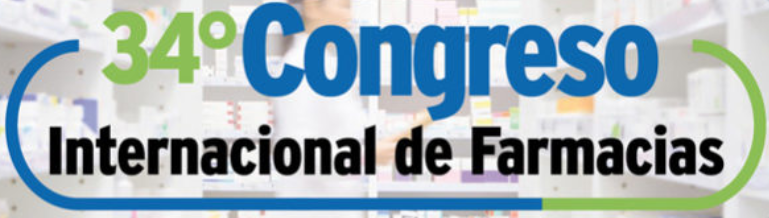 34° Congreso
Internacional de Farmacias